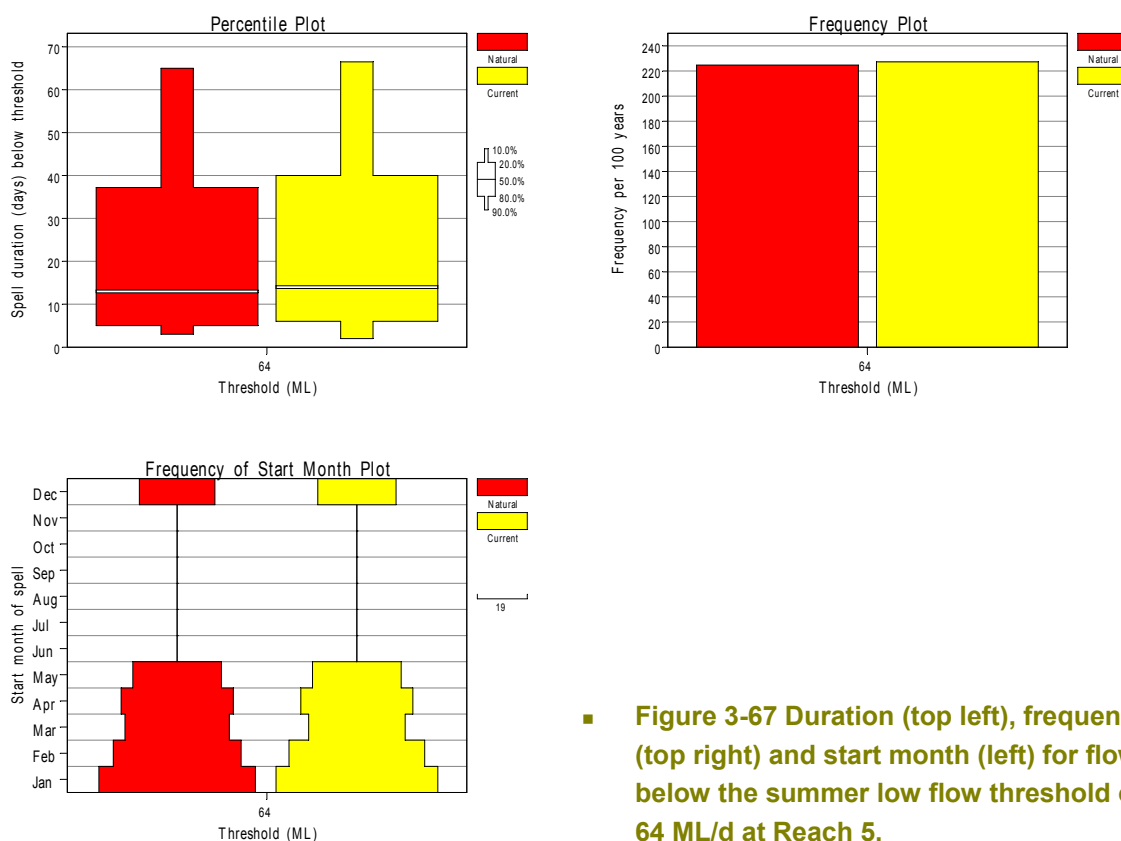 Percentile Plot
Spell duration (days) below threshold
70
60
50
40
30
20
10
0
64
Threshold (ML)
Natural
Current
10.0%
20.0%
50.0%
80.0%
90.0%
Frequency Plot
Frequency per 100 years
240
220
200
180
160
140
120
100
80
60
40
20
0
64
Threshold (ML)
Natural
Current
Frequency of Start Month Plot
Start month of spell
Dec
Nov
Oct
Sep
Aug
Jul
Jun
May
Apr
Mar
Feb
Jan
64
Threshold (ML)
Natural
Current
19
▪ Figure 3-67 Duration (top left), frequen
(top right) and start month (left) for flow
below the summer low flow threshold
64 ML/d at Reach 5.